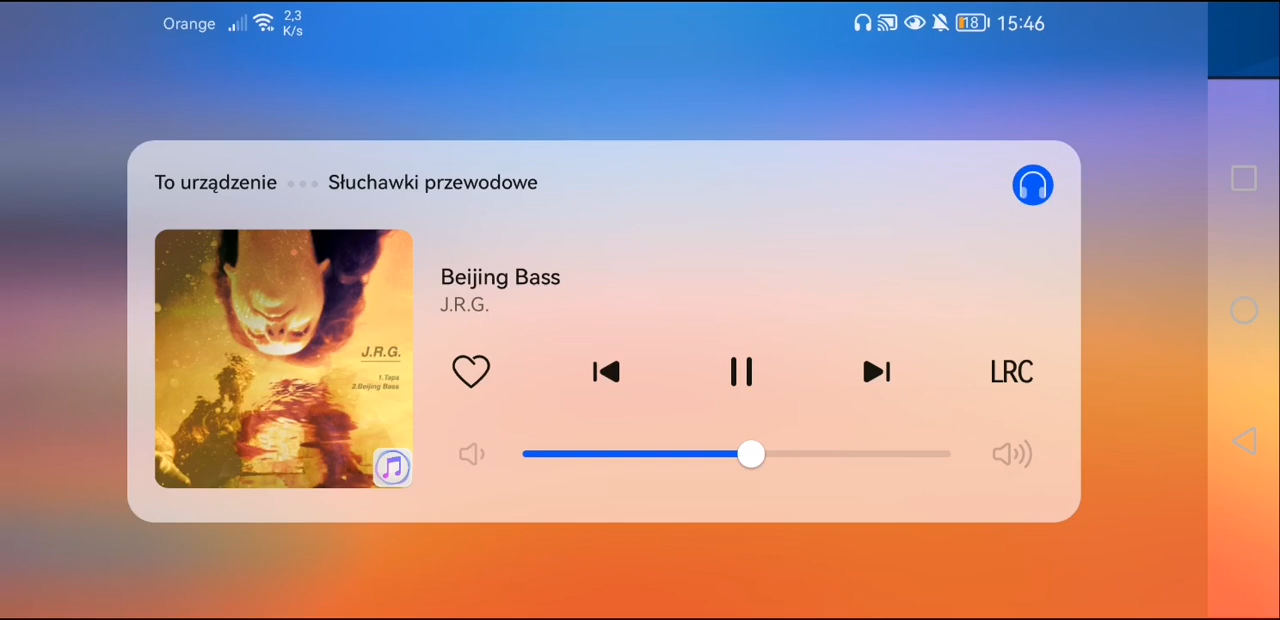 Orange 2,3 K/s 18 15:46
To urządzenie Słuchawki przewodowe
Beijing Bass
J.R.G.
LRC
J.R.G.
1. Taps
2.Beijing Bass